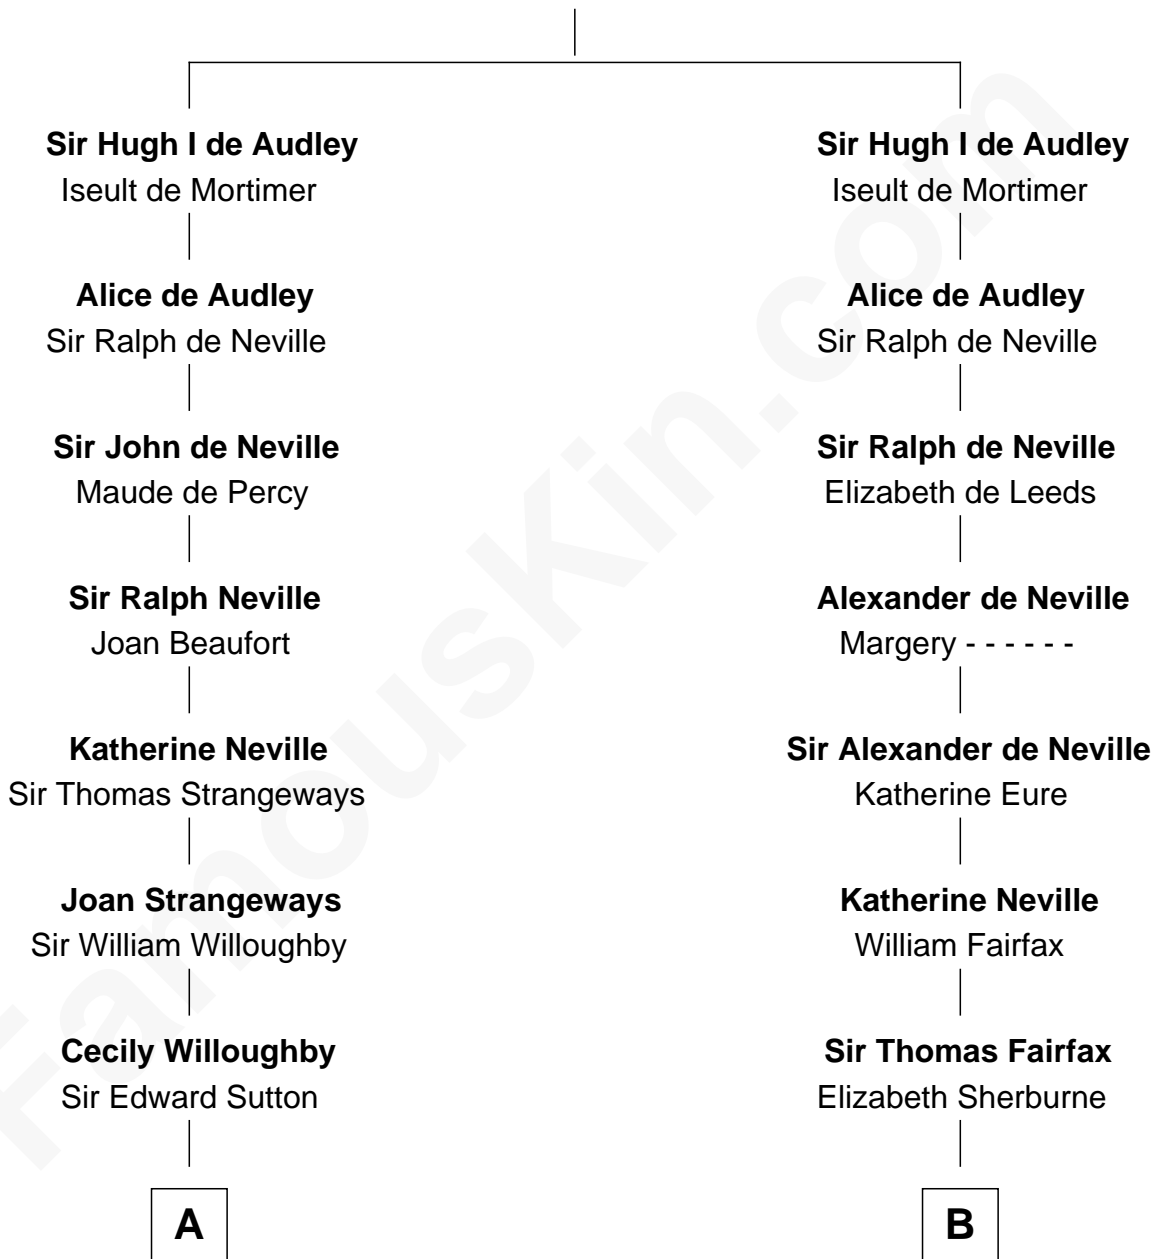 Sir Hugh I de Audley
Iseult de Mortimer
Alice de Audley
Sir Ralph de Neville
Sir John de Neville
Maude de Percy
Sir Ralph Neville
Joan Beaufort
Katherine Neville
Sir Thomas Strangeways
Joan Strangeways
Sir William Willoughby
Cecily Willoughby
Sir Edward Sutton
A
Sir Hugh I de Audley
Iseult de Mortimer
Alice de Audley
Sir Ralph de Neville
Sir Ralph de Neville
Elizabeth de Leeds
Alexander de Neville
Margery - - - - - -
Sir Alexander de Neville
Katherine Eure
Katherine Neville
William Fairfax
Sir Thomas Fairfax
Elizabeth Sherburne
B
FamousKin.com